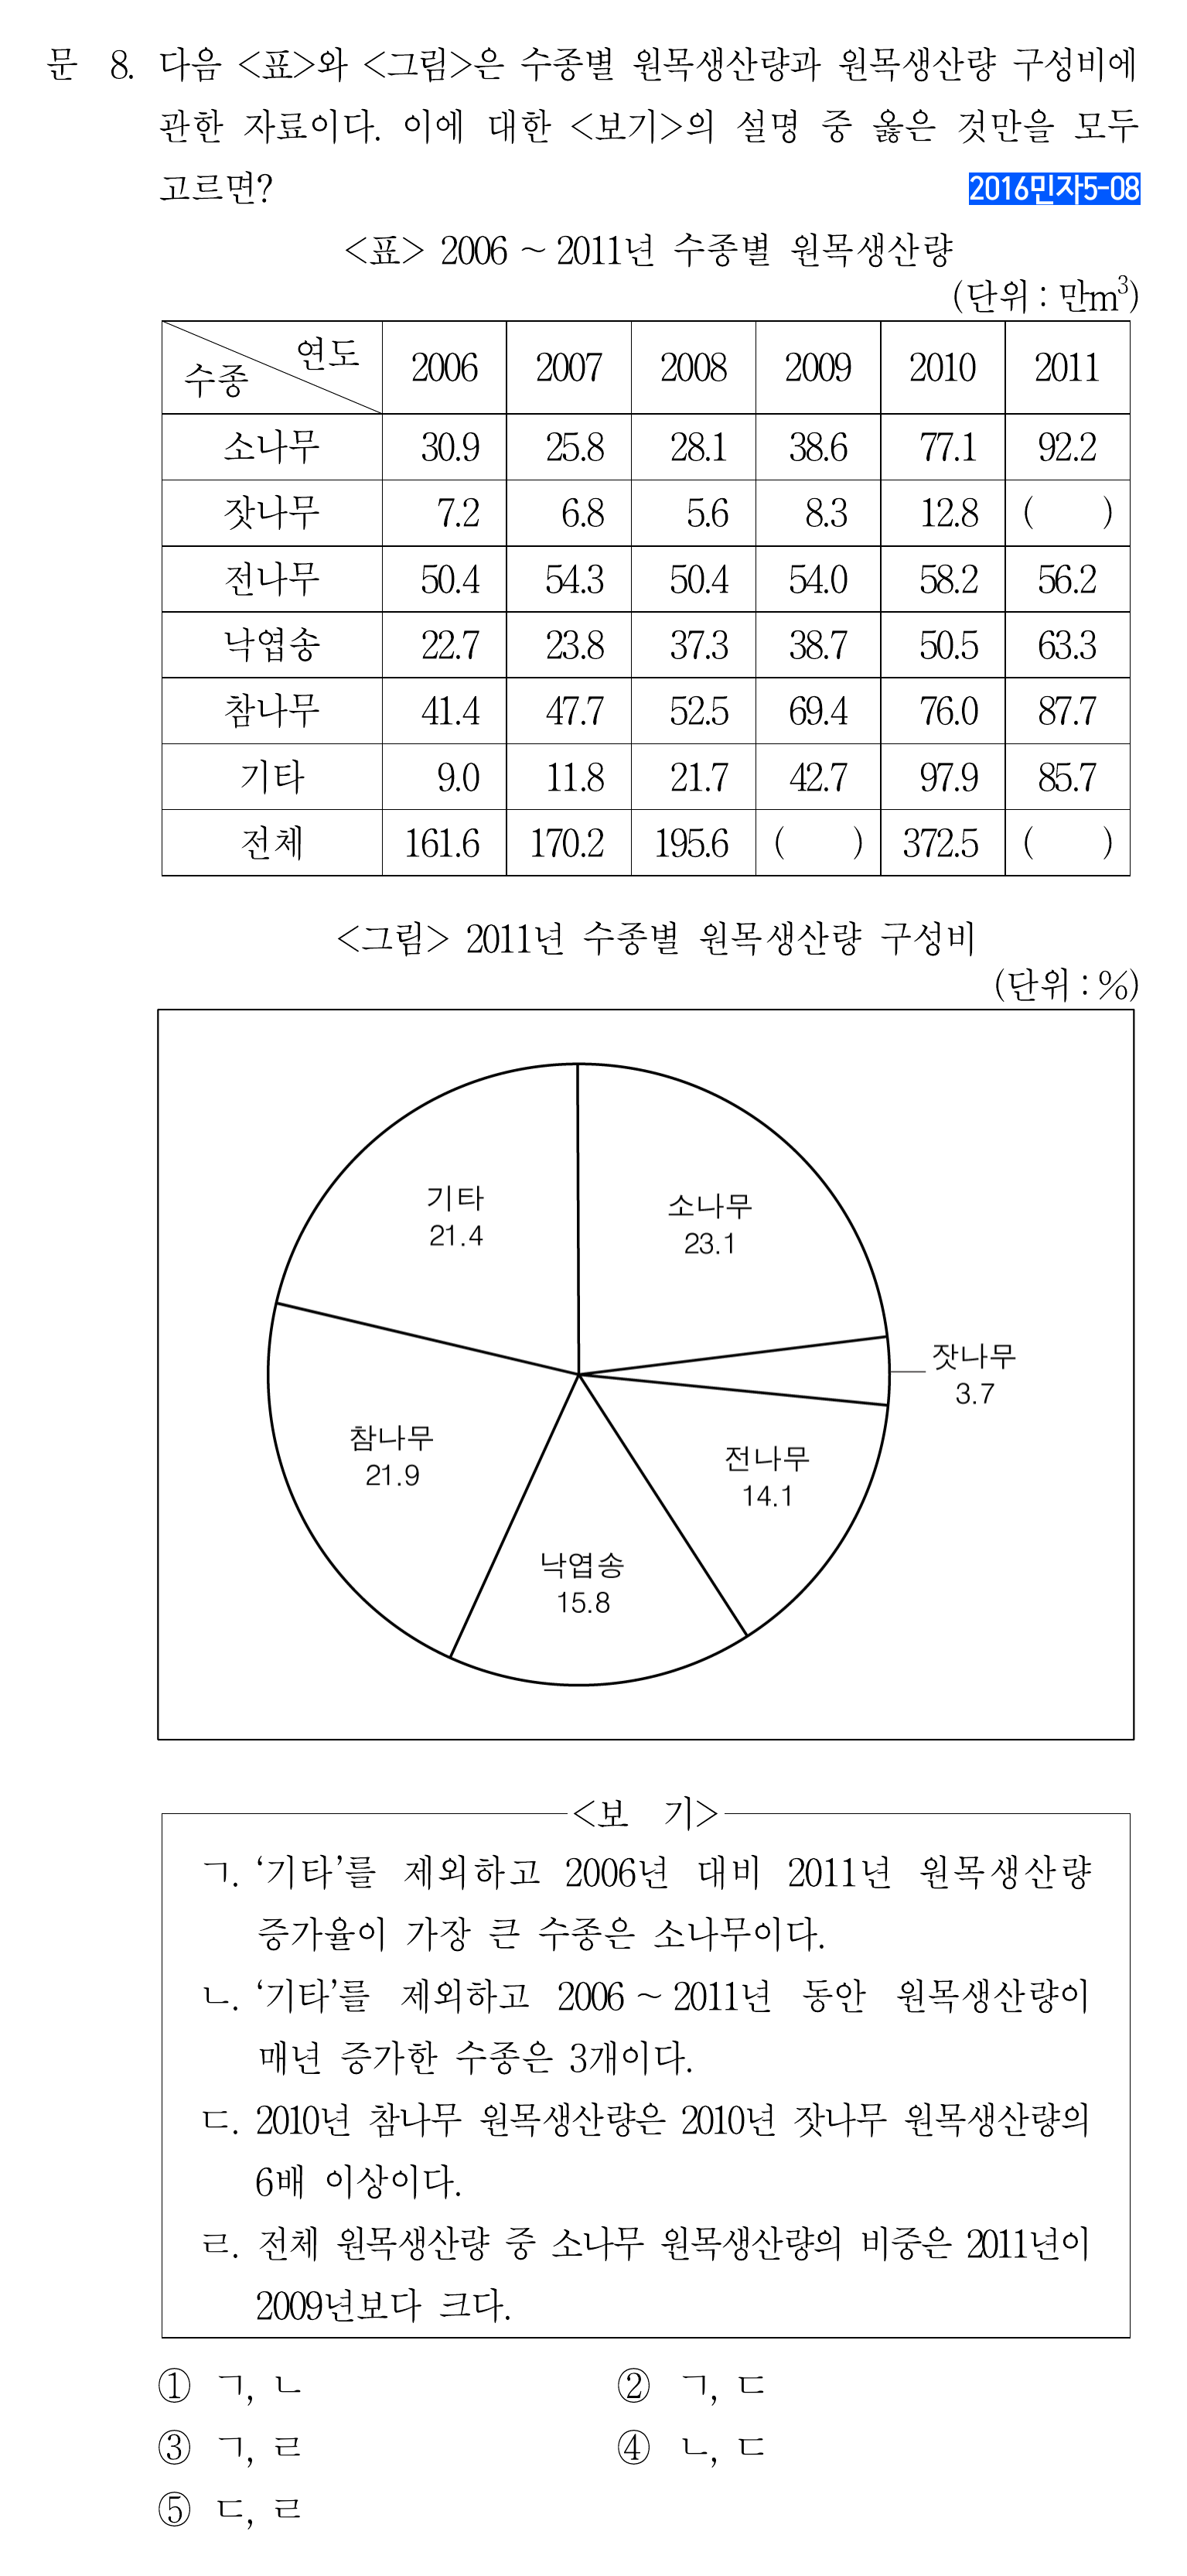 문 8. 다음 <표>와 <그림>은 수종별 원목생산량과 원목생산량 구성비에
관한 자료이다. 이에 대한 <보기>의 설명 중 옳은 것만을 모두
고르면? 2016민자5-08
<표> 2006 ~ 2011년 수종별 원목생산량
(단위 : 만m³)
수종 연도 2006 2007 2008 2009 2010 2011
소나무 30.9 25.8 28.1 38.6 77.1 92.2
잣나무 7.2 6.8 5.6 8.3 12.8 ( )
전나무 50.4 54.3 50.4 54.0 58.2 56.2
낙엽송 22.7 23.8 37.3 38.7 50.5 63.3
참나무 41.4 47.7 52.5 69.4 76.0 87.7
기타 9.0 11.8 21.7 42.7 97.9 85.7
전체 161.6 170.2 195.6 ( ) 372.5 ( )
<그림> 2011년 수종별 원목생산량 구성비
(단위 : %)
기타
21.4
소나무
23.1
잣나무
3.7
참나무
21.9
전나무
14.1
낙엽송
15.8
<보 기>
ㄱ. ‘기타’를 제외하고 2006년 대비 2011년 원목생산량
증가율이 가장 큰 수종은 소나무이다.
ㄴ. ‘기타’를 제외하고 2006 ~ 2011년 동안 원목생산량이
매년 증가한 수종은 3개이다.
ㄷ. 2010년 참나무 원목생산량은 2010년 잣나무 원목생산량의
6배 이상이다.
ㄹ. 전체 원목생산량 중 소나무 원목생산량의 비중은 2011년이
2009년보다 크다.
① ㄱ, ㄴ ② ㄱ, ㄷ
③ ㄱ, ㄹ ④ ㄴ, ㄷ
⑤ ㄷ, ㄹ